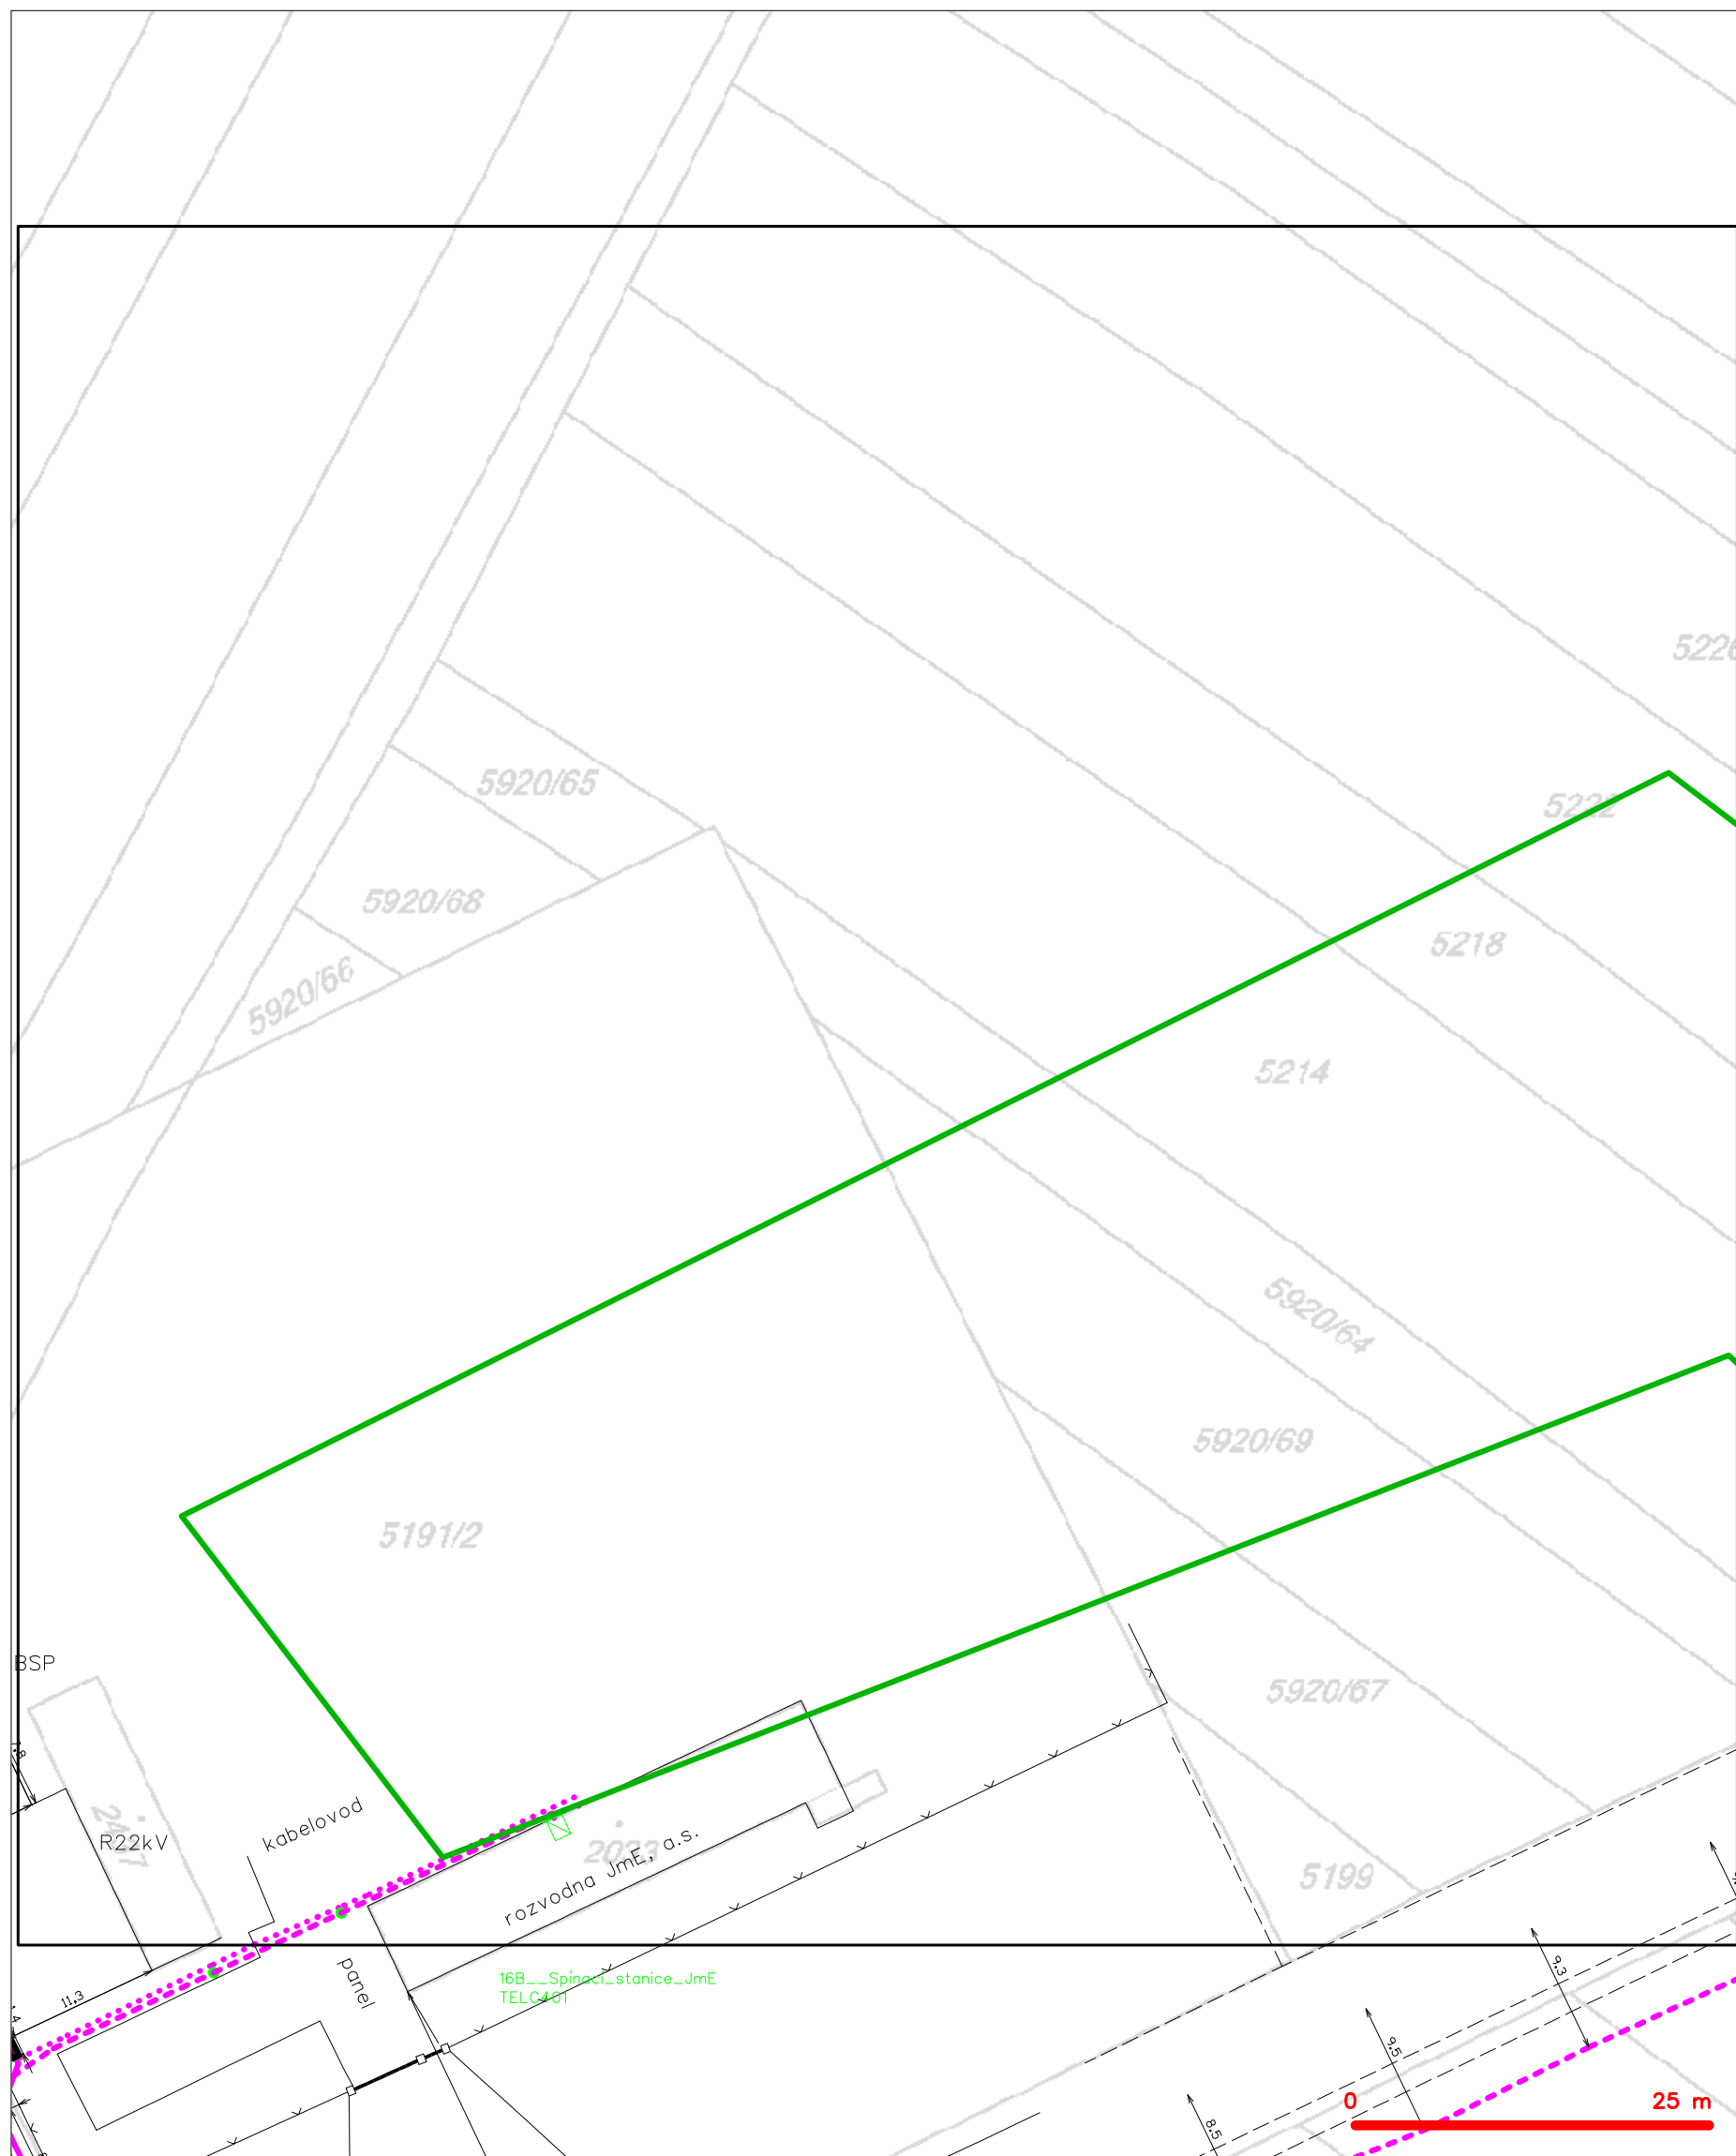 5226
5222
5920/65
5920/68
5218
5920/66
5214
5920/64
5920/69
5191/2
BSP
5920/67
kabelovod
R22kV
2033
rozvodna JmE, a.s.
5199
panel
16B__Spinaci_stanice_JmE
TELC401
11,3
9,3
9,5
8,5
0 25 m